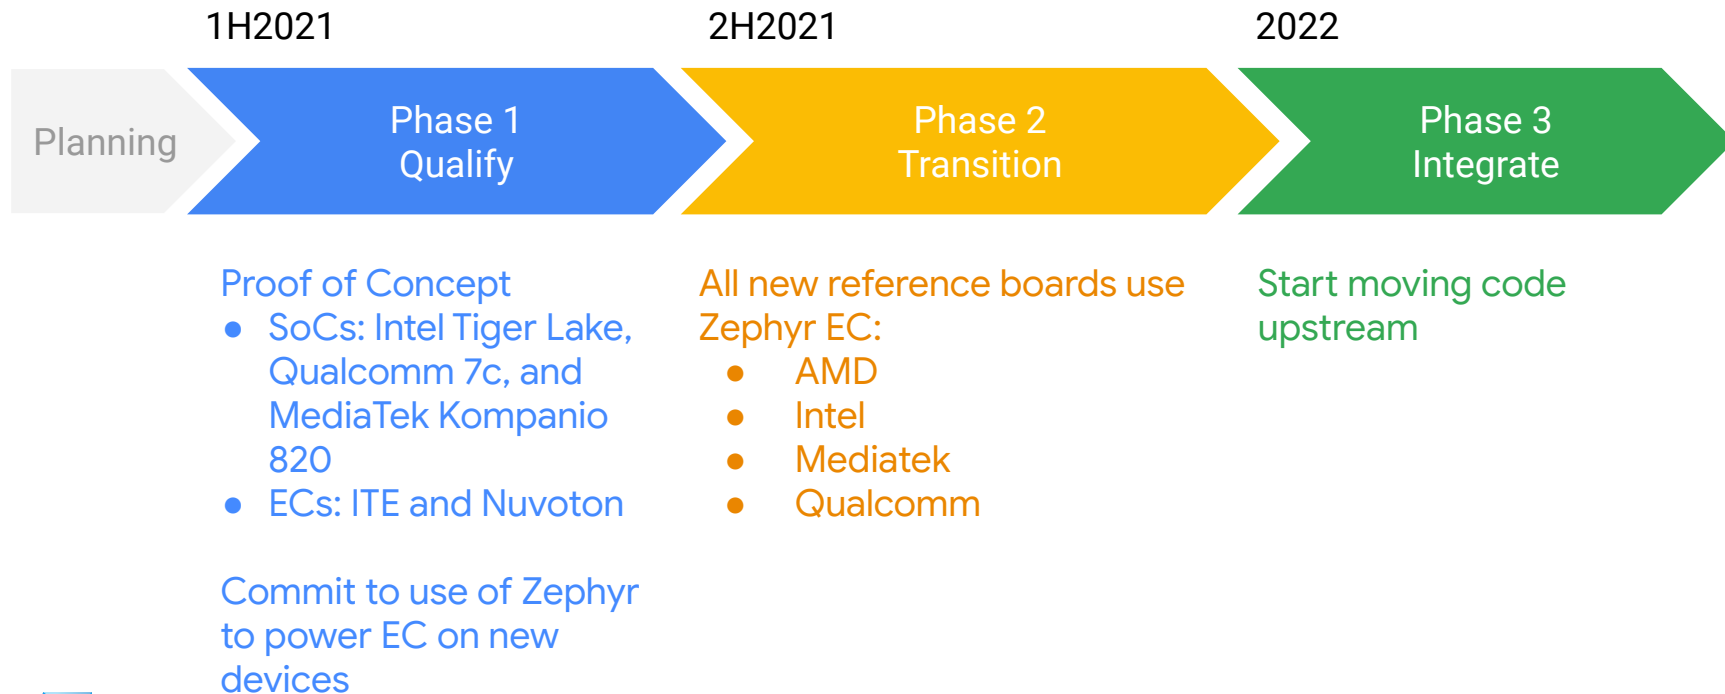 1H2021
2H2021
2022
Planning
Phase 1
Qualify
Phase 2
Transition
Phase 3
Integrate
Proof of Concept
● SoCs: Intel Tiger Lake,
Qualcomm 7c, and
MediaTek Kompanio
820
● ECs: ITE and Nuvoton
Commit to use of Zephyr
to power EC on new
devices
All new reference boards use
Zephyr EC:
● AMD
● Intel
● Mediatek
● Qualcomm
Start moving code
upstream